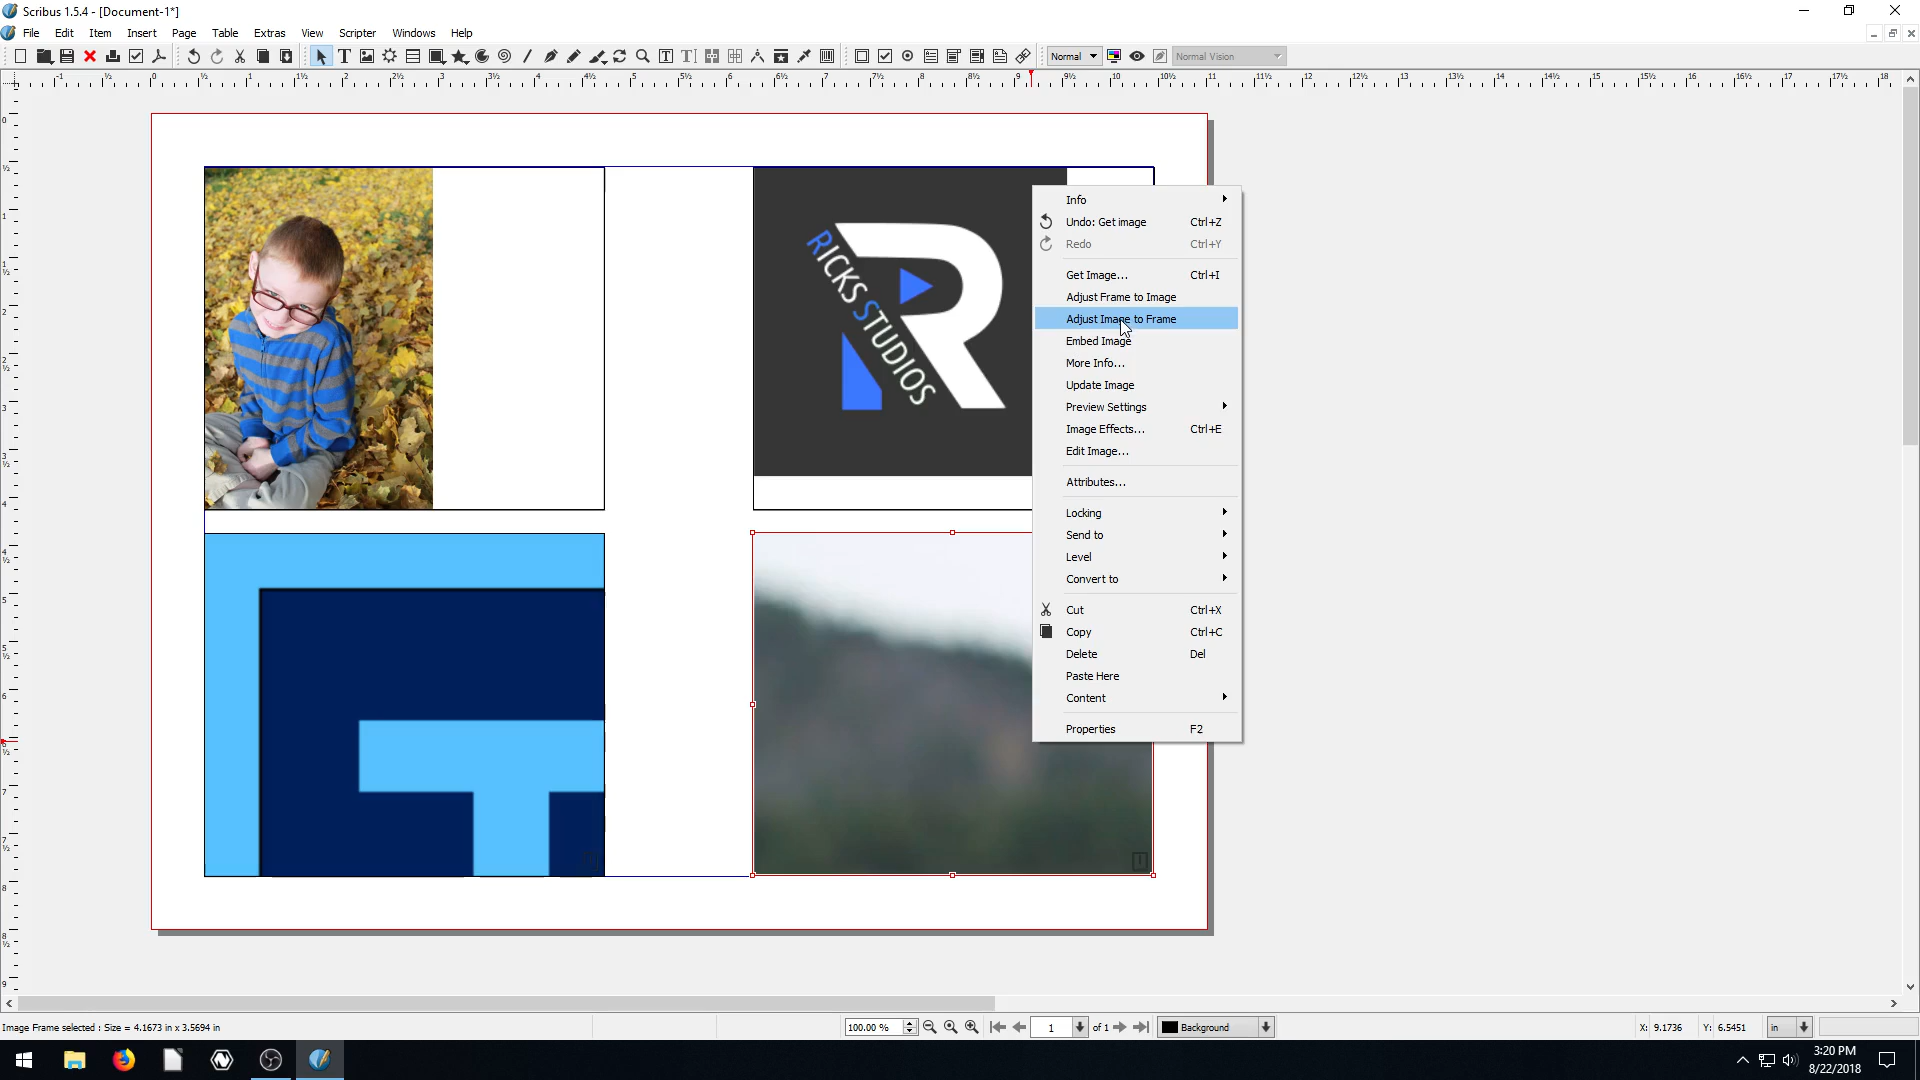 Scribus 1.5.4 - [Document-1*]
File Edit Item Insert Page Table Extras View Scripter Windows Help
Normal Normal Vision
RICKS STUDIOS
Info
Undo: Get image Ctrl+Z
Redo Ctrl+Y
Get Image... Ctrl+I
Adjust Frame to Image
Adjust Image to Frame
Embed Image
More Info...
Update Image
Preview Settings
Image Effects... Ctrl+E
Edit Image...
Attributes...
Locking
Send to
Level
Convert to
Cut Ctrl+X
Copy Ctrl+C
Delete Del
Paste Here
Content
Properties F2
Image Frame selected : Size = 4.1673 in x 3.5694 in
100.00 % 1 of 1 Background X: 9.1736 Y: 6.5451 in
3:20 PM
8/22/2018